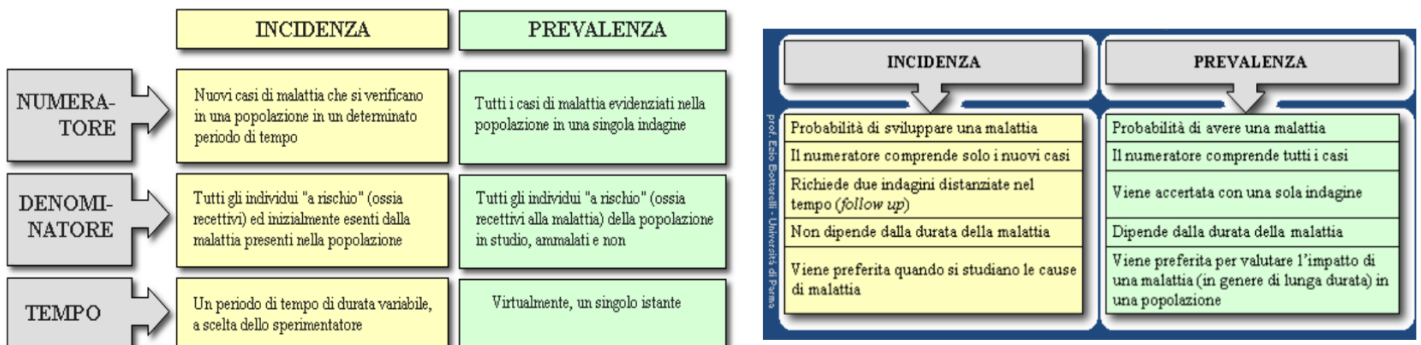 INCIDENZA
PREVALENZA
NUMERA-
TORE
Nuovi casi di malattia che si verificano
in una popolazione in un determinato
periodo di tempo
Tutti i casi di malattia evidenziati nella
popolazione in una singola indagine
DENOMI-
NATORE
Tutti gli individui "a rischio" (ossia
recettivi) ed inizialmente esenti dalla
malattia presenti nella popolazione
Tutti gli individui "a rischio" (ossia
recettivi alla malattia) della popolazione
in studio, ammalati e non
TEMPO
Un periodo di tempo di durata variabile,
a scelta dello sperimentatore
Virtualmente, un singolo istante
prof. Ezio Bottarelli - Università di Parma
INCIDENZA
PREVALENZA
Probabilità di sviluppare una malattia
Probabilità di avere una malattia
Il numeratore comprende solo i nuovi casi
Il numeratore comprende tutti i casi
Richiede due indagini distanziate nel
tempo (follow up)
Viene accertata con una sola indagine
Non dipende dalla durata della malattia
Dipende dalla durata della malattia
Viene preferita quando si studiano le cause
di malattia
Viene preferita per valutare l'impatto di
una malattia (in genere di lunga durata) in
una popolazione